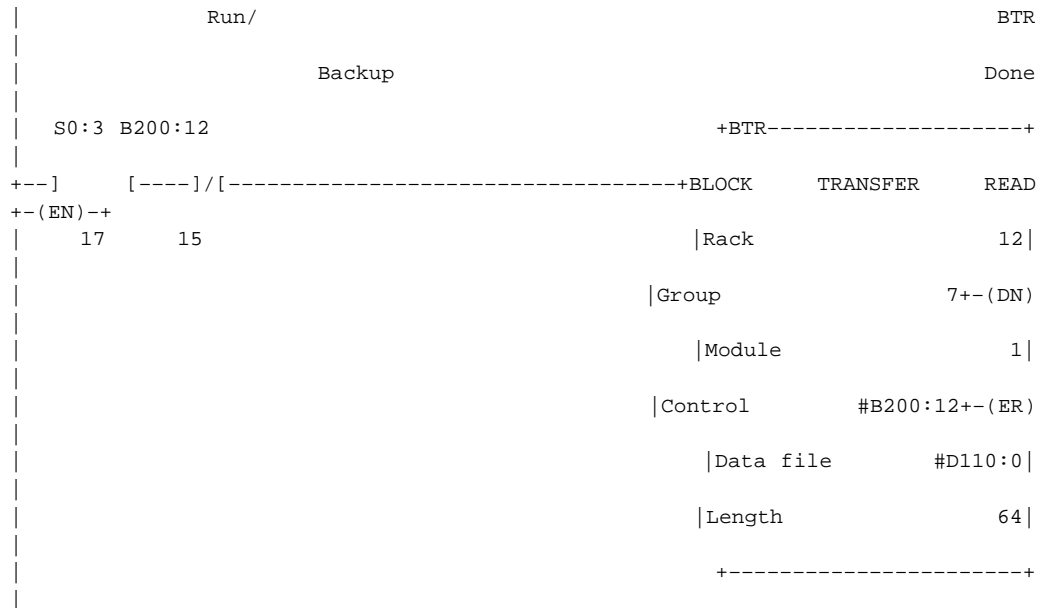 | Run/ BTR
|
| Backup Done
|
| S0:3 B200:12 +BTR--------------------+
|
+--] [----]/[-----------------------------------+BLOCK TRANSFER READ
+-(EN)-+
| 17 15 |Rack 12|
|
| |Group 7+-(DN)
|
| |Module 1|
|
| |Control #B200:12+-(ER)
|
| |Data file #D110:0|
|
| |Length 64|
|
| +-----------------------+
|